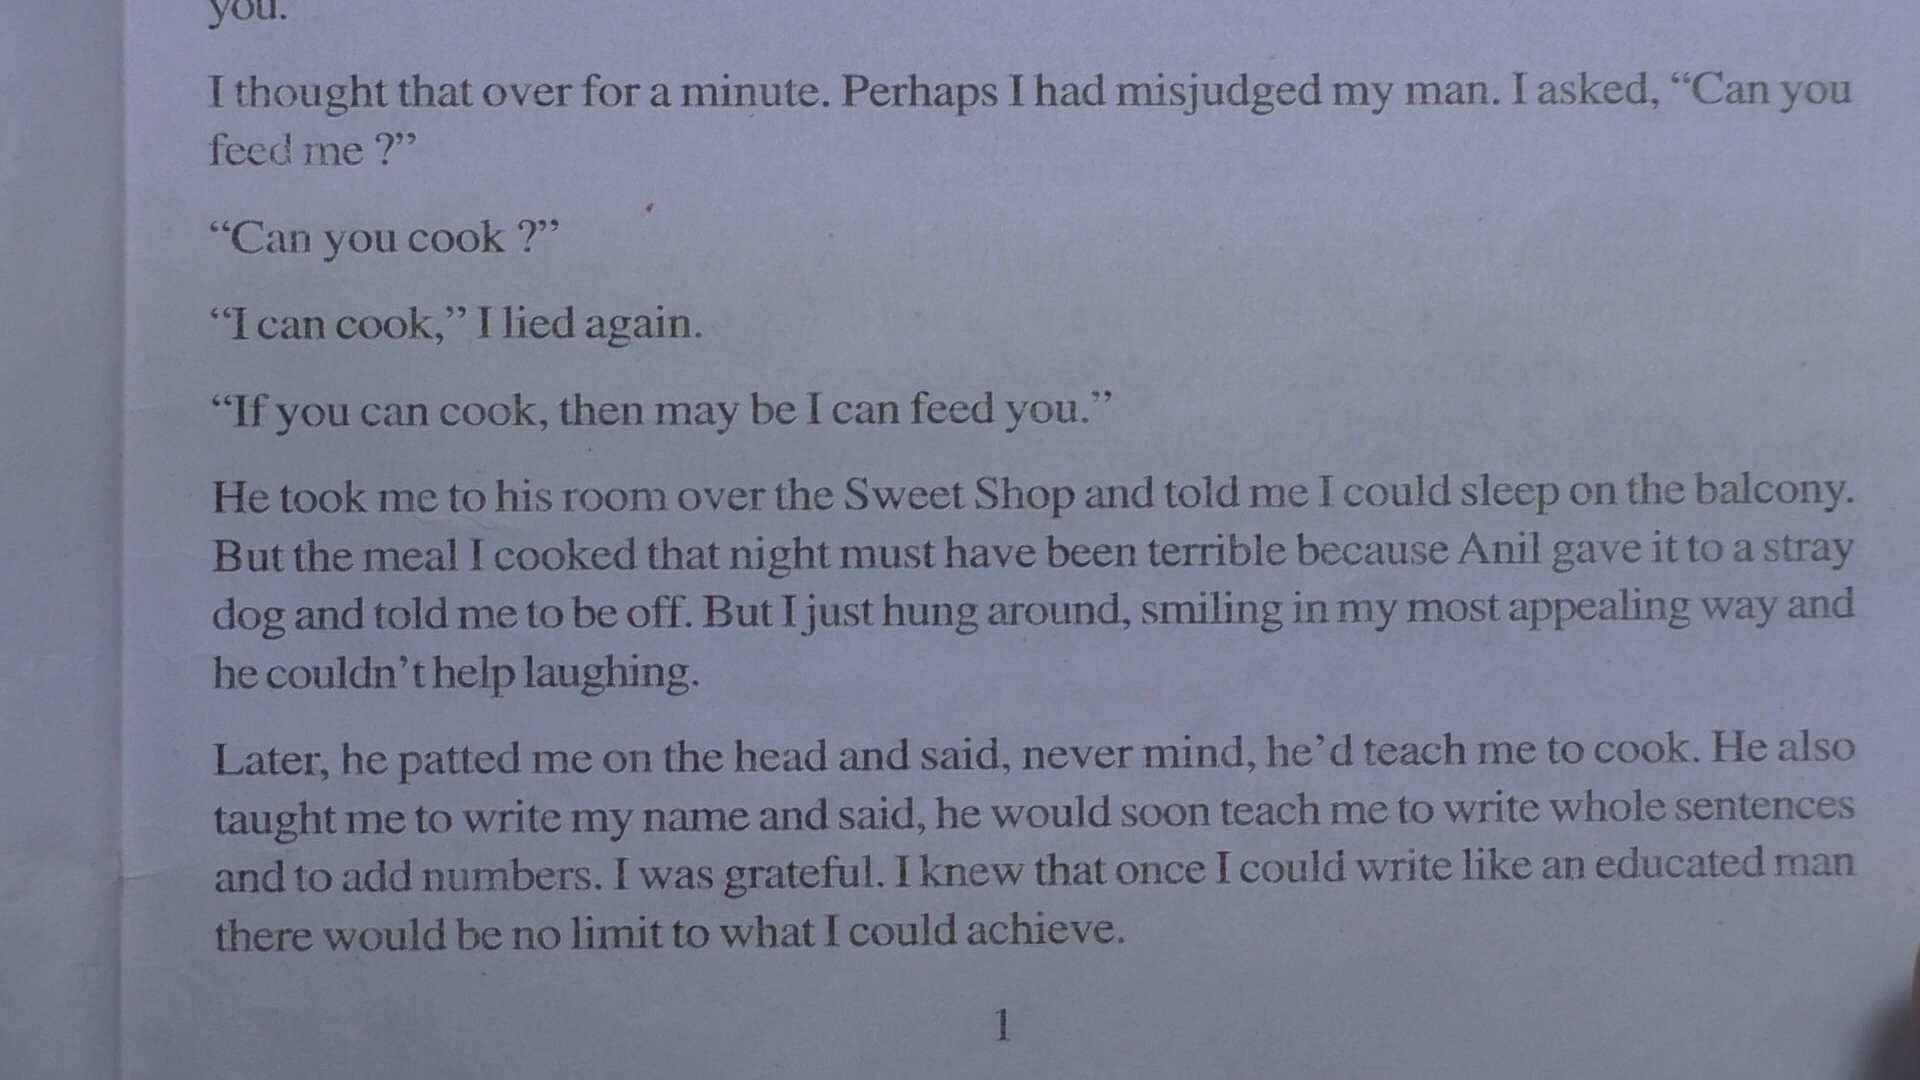 you.
I thought that over for a minute. Perhaps I had misjudged my man. I asked, “Can you
feed me ?”
“Can you cook ?”
“I can cook,” I lied again.
“If you can cook, then may be I can feed you.”
He took me to his room over the Sweet Shop and told me I could sleep on the balcony.
But the meal I cooked that night must have been terrible because Anil gave it to a stray
dog and told me to be off. But I just hung around, smiling in my most appealing way and
he couldn’t help laughing.
Later, he patted me on the head and said, never mind, he’d teach me to cook. He also
taught me to write my name and said, he would soon teach me to write whole sentences
and to add numbers. I was grateful. I knew that once I could write like an educated man
there would be no limit to what I could achieve.
1